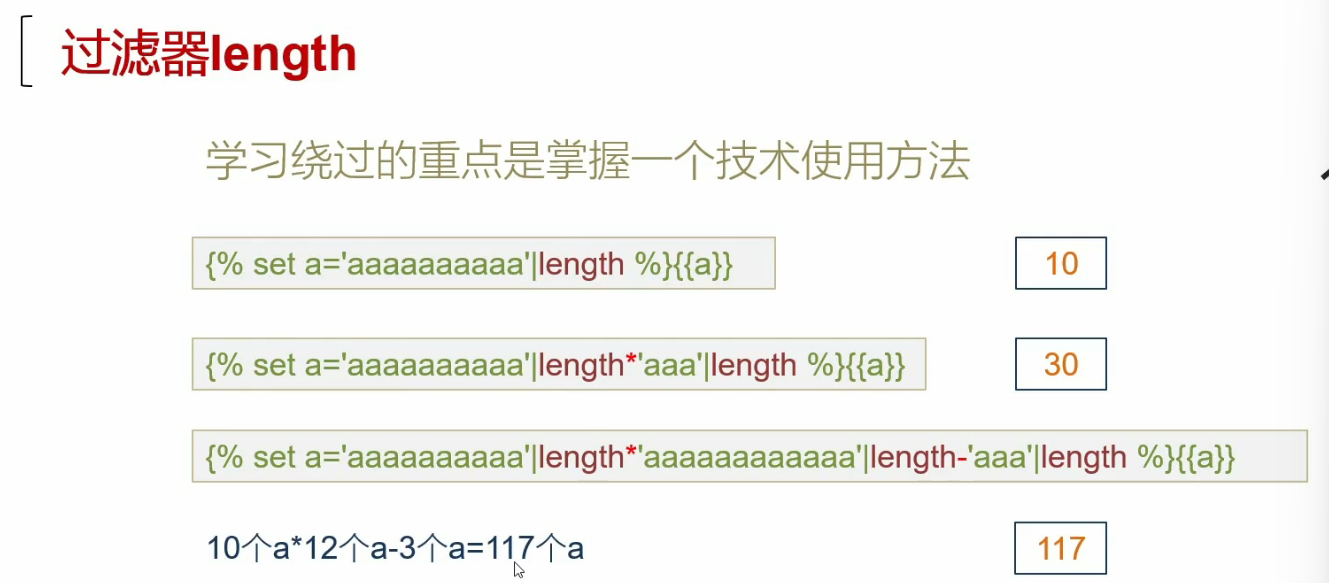 过滤器length
学习绕过的重点是掌握一个技术使用方法
{% set a='aaaaaaaaaa'|length %}{{a}}
10
{% set a='aaaaaaaaaa'|length*'aaa'|length %}{{a}}
30
{% set a='aaaaaaaaaa'|length*'aaaaaaaaaaaa'|length-'aaa'|length %}{{a}}
10个a*12个a-3个a=117个a
117